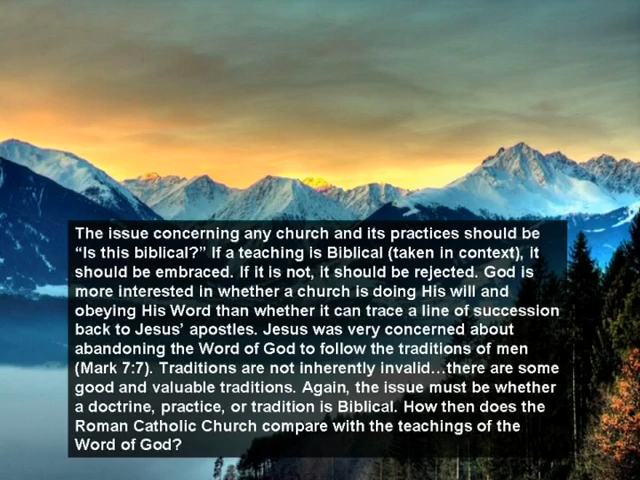 The issue concerning any church and its practices should be
“Is this biblical?” If a teaching is Biblical (taken in context), it
should be embraced. If it is not, it should be rejected. God is
more interested in whether a church is doing His will and
obeying His Word than whether it can trace a line of succession
back to Jesus’ apostles. Jesus was very concerned about
abandoning the Word of God to follow the traditions of men
(Mark 7:7). Traditions are not inherently invalid…there are some
good and valuable traditions. Again, the issue must be whether
a doctrine, practice, or tradition is Biblical. How then does the
Roman Catholic Church compare with the teachings of the
Word of God?